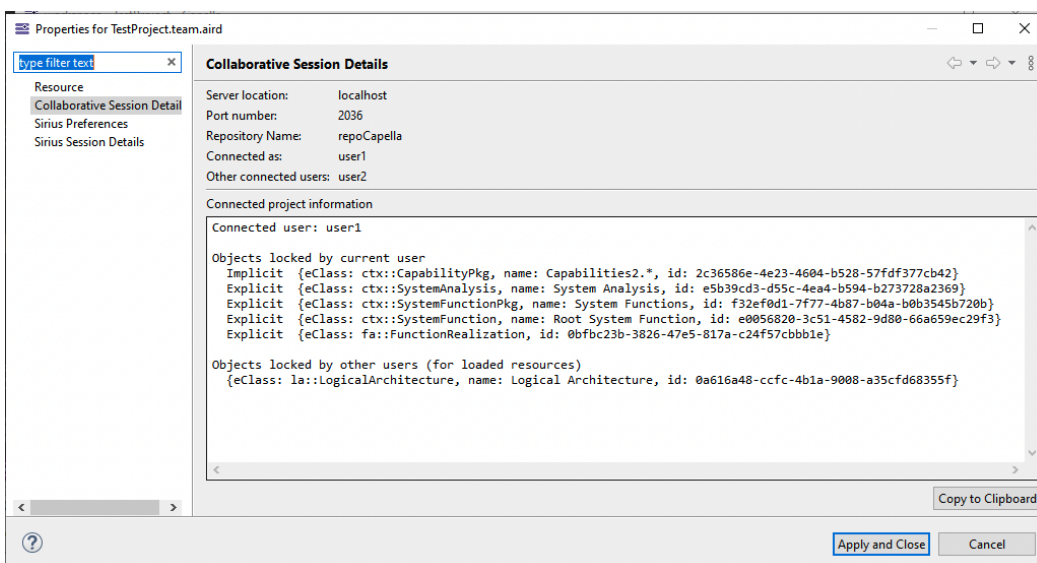 Properties for TestProject.team.aird
type filter text
Resource
Collaborative Session Detail
Sirius Preferences
Sirius Session Details
Collaborative Session Details
Server location: localhost
Port number: 2036
Repository Name: repoCapella
Connected as: user1
Other connected users: user2
Connected project information
Connected user: user1
Objects locked by current user
Implicit {eClass: ctx::CapabilityPkg, name: Capabilities2.*, id: 2c36586e-4e23-4604-b528-57fdf377cb42}
Explicit {eClass: ctx::SystemAnalysis, name: System Analysis, id: e5b39cd3-d55c-4ea4-b594-b273728a2369}
Explicit {eClass: ctx::SystemFunctionPkg, name: System Functions, id: f32ef0d1-7f77-4b87-b04a-b0b3545b720b}
Explicit {eClass: ctx::SystemFunction, name: Root System Function, id: e0056820-3c51-4582-9d80-66a659ec29f3}
Explicit {eClass: fa::FunctionRealization, id: 0bfbc23b-3826-47e5-817a-c24f57cbbb1e}
Objects locked by other users (for loaded resources)
{eClass: la::LogicalArchitecture, name: Logical Architecture, id: 0a616a48-ccfc-4b1a-9008-a35cfd68355f}
Copy to Clipboard
Apply and Close
Cancel